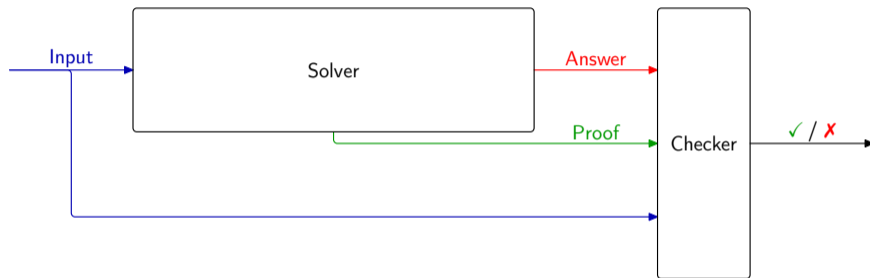 Input
Solver
Answer
Proof
Checker
✓ / ✗